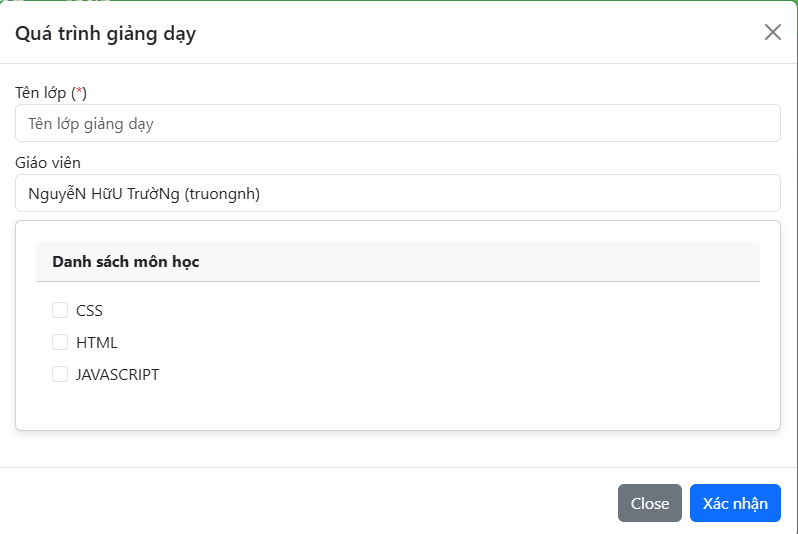 Quá trình giảng dạy
Tên lớp (*)
Tên lớp giảng dạy
Giáo viên
NguyễN HữU TrườNg (truongnh)
Danh sách môn học
CSS
HTML
JAVASCRIPT
Close
Xác nhận